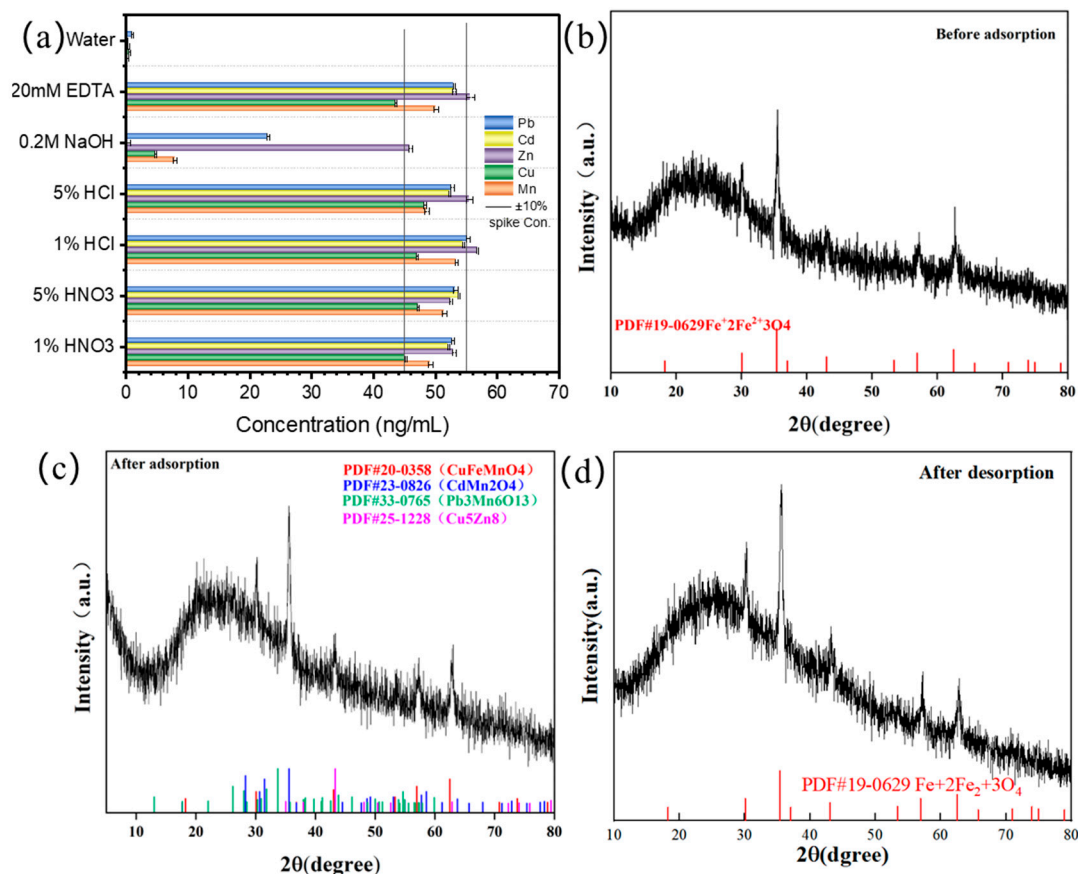 (a)
Water
20mM EDTA
0.2M NaOH
5% HCl
1% HCl
5% HNO3
1% HNO3
Pb
Cd
Zn
Cu
Mn
±10%
spike Con.
0 10 20 30 40 50 60 70
Concentration (ng/mL)
(b)
Before adsorption
Intensity（a.u.）
PDF#19-0629Fe⁺2Fe²⁺3O4
10 20 30 40 50 60 70 80
2θ(degree)
(c)
After adsorption
PDF#20-0358（CuFeMnO4）
PDF#23-0826（CdMn2O4）
PDF#33-0765（Pb3Mn6O13）
PDF#25-1228（Cu5Zn8）
Intensity（a.u.）
10 20 30 40 50 60 70 80
2θ(degree)
(d)
After desorption
Intensity(a.u.)
PDF#19-0629 Fe+2Fe₂+3O₄
10 20 30 40 50 60 70 80
2θ(dgree)